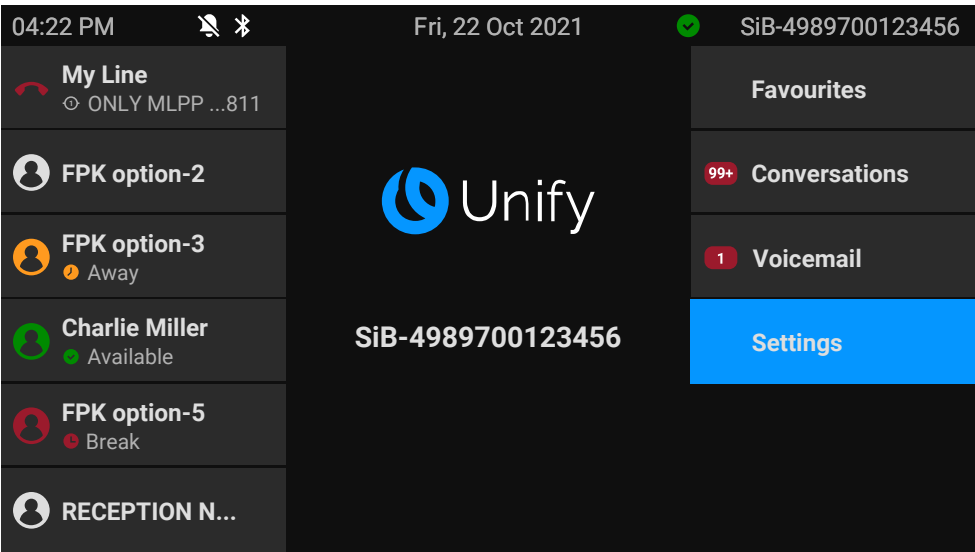 04:22 PM
Fri, 22 Oct 2021
SiB-4989700123456
My Line
ONLY MLPP ...811
FPK option-2
FPK option-3
Away
Charlie Miller
Available
FPK option-5
Break
RECEPTION N...
Unify
SiB-4989700123456
Favourites
99+ Conversations
1 Voicemail
Settings